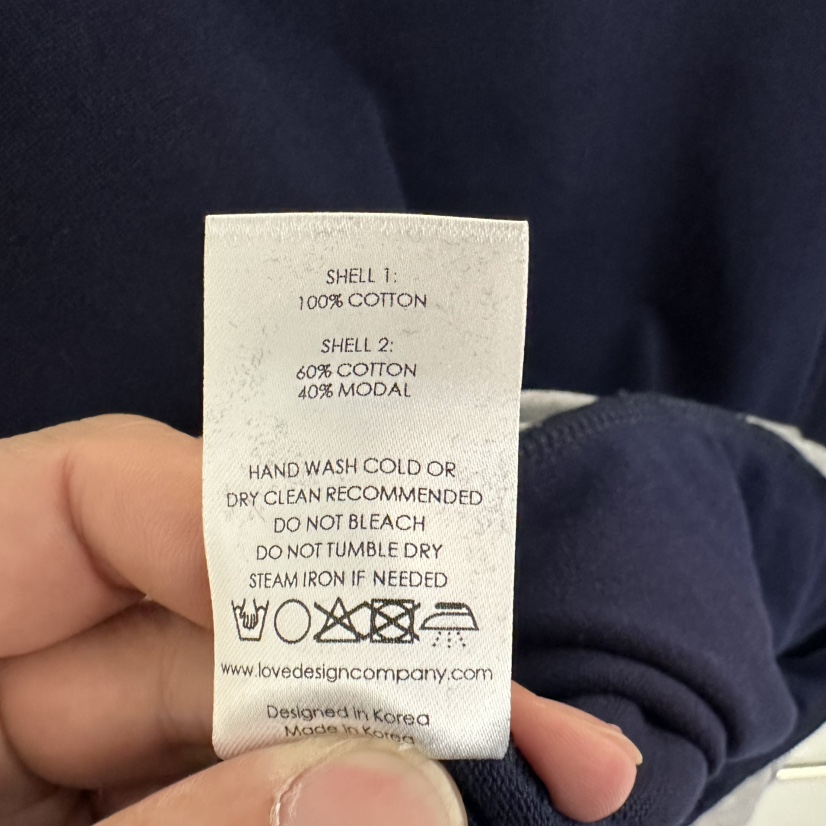 SHELL 1:
100% COTTON
SHELL 2:
60% COTTON
40% MODAL
HAND WASH COLD OR
DRY CLEAN RECOMMENDED
DO NOT BLEACH
DO NOT TUMBLE DRY
STEAM IRON IF NEEDED
www.lovedesigncompany.com
Designed in Korea
Made in Korea